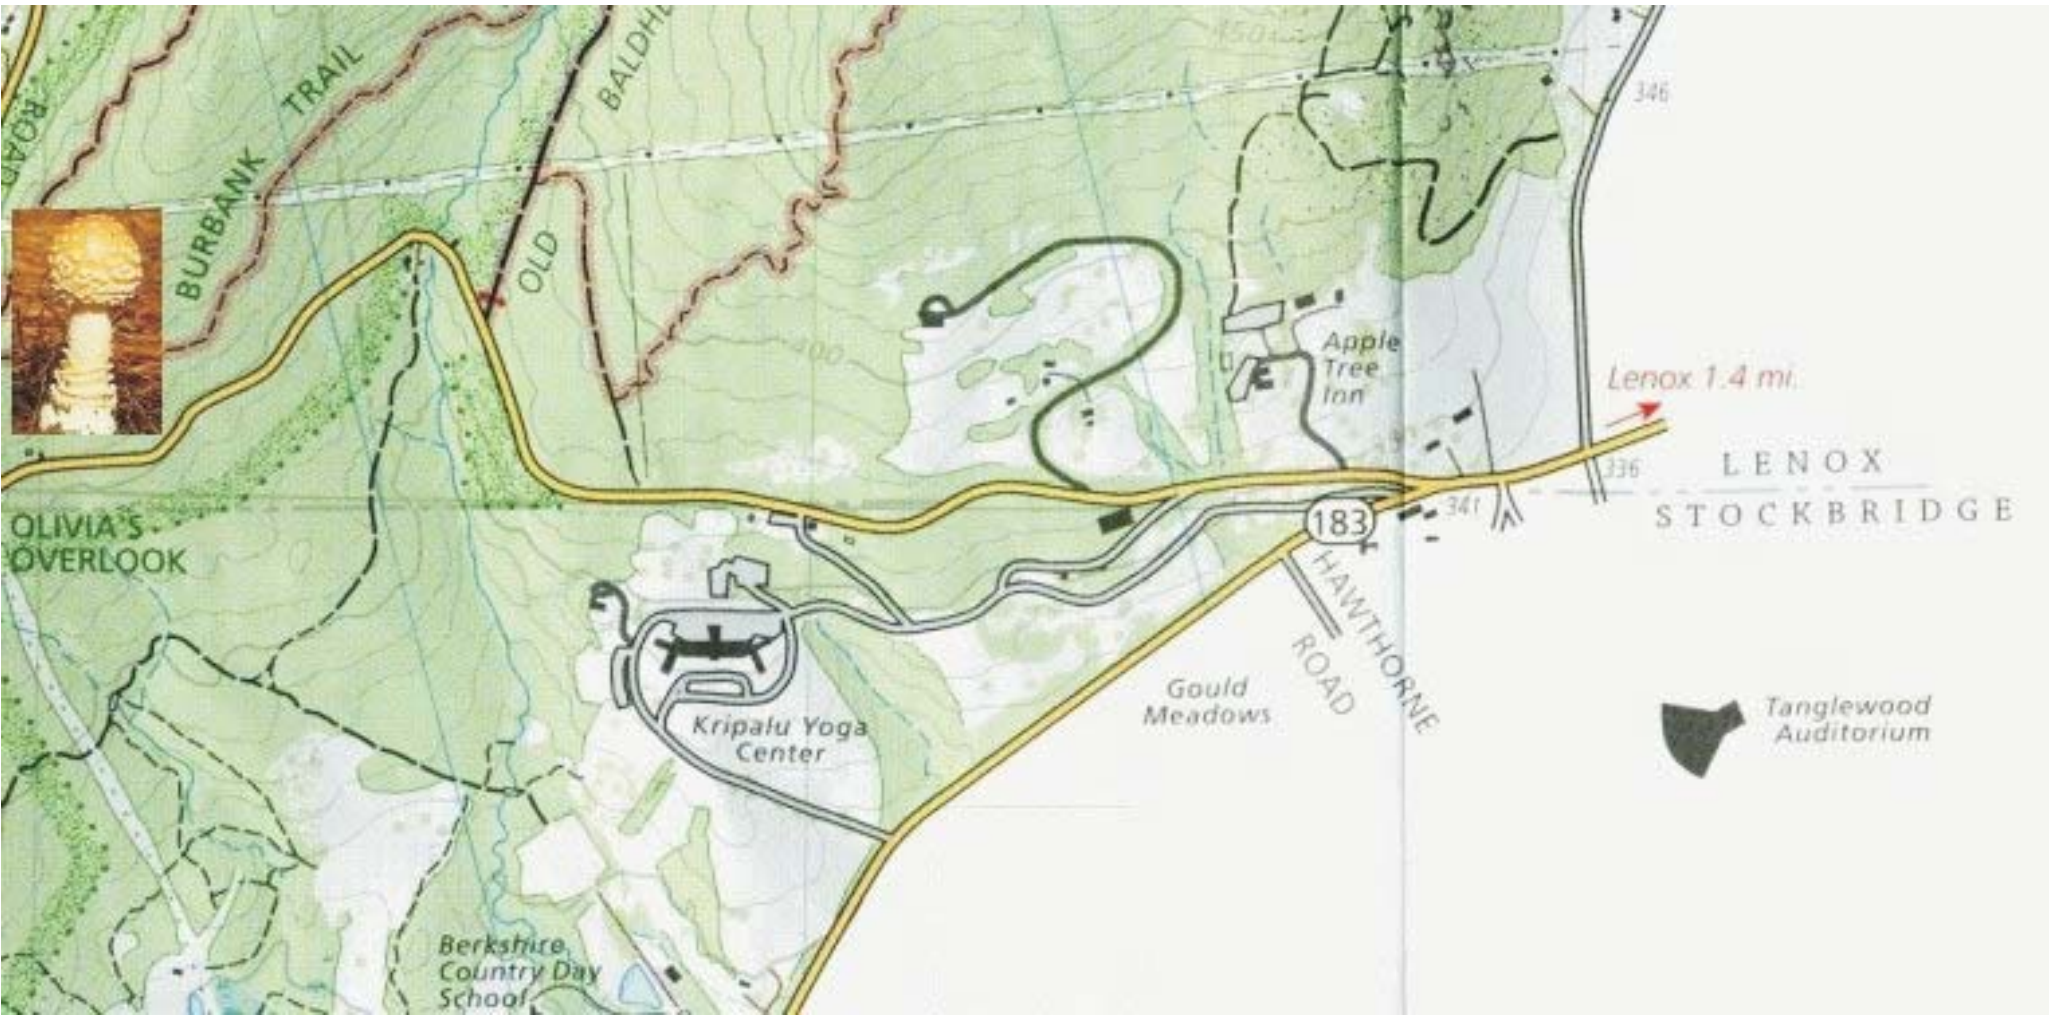 BALDH
TRAIL
450
346
ROAD
BURBANK
OLD
Apple
Tree
Inn
400
Lenox 1.4 mi.
336
LENOX
341
STOCKBRIDGE
183
OLIVIA'S
OVERLOOK
HAWTHORNE
ROAD
Gould
Meadows
Kripalu Yoga
Center
Tanglewood
Auditorium
Berkshire
Country Day
School